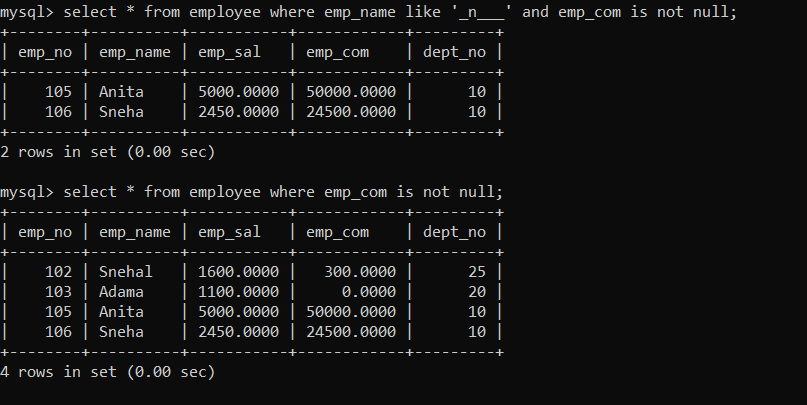 mysql> select * from employee where emp_name like '_n___' and emp_com is not null;
+--------+----------+-----------+------------+---------+
| emp_no | emp_name | emp_sal   | emp_com    | dept_no |
+--------+----------+-----------+------------+---------+
|    105 | Anita    | 5000.0000 | 50000.0000 |      10 |
|    106 | Sneha    | 2450.0000 | 24500.0000 |      10 |
+--------+----------+-----------+------------+---------+
2 rows in set (0.00 sec)

mysql> select * from employee where emp_com is not null;
+--------+----------+-----------+------------+---------+
| emp_no | emp_name | emp_sal   | emp_com    | dept_no |
+--------+----------+-----------+------------+---------+
|    102 | Snehal   | 1600.0000 |   300.0000 |      25 |
|    103 | Adama    | 1100.0000 |     0.0000 |      20 |
|    105 | Anita    | 5000.0000 | 50000.0000 |      10 |
|    106 | Sneha    | 2450.0000 | 24500.0000 |      10 |
+--------+----------+-----------+------------+---------+
4 rows in set (0.00 sec)